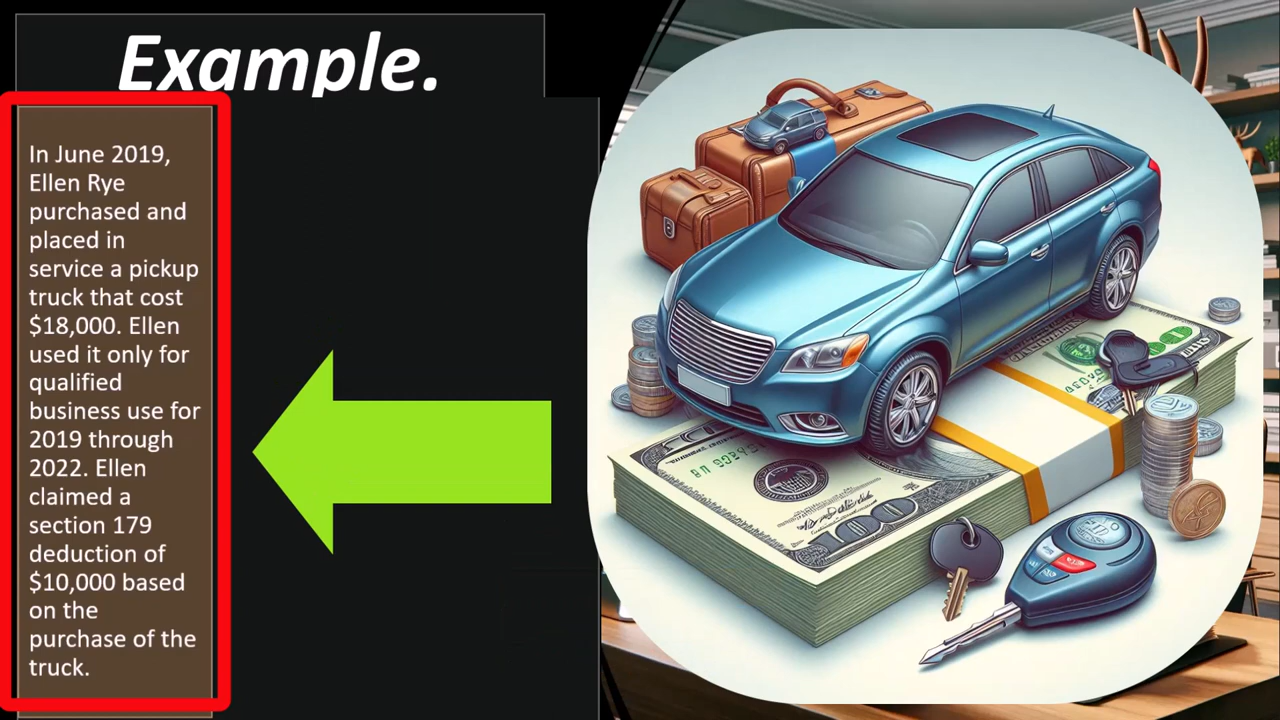 Example.
In June 2019,
Ellen Rye
purchased and
placed in
service a pickup
truck that cost
$18,000. Ellen
used it only for
qualified
business use for
2019 through
2022. Ellen
claimed a
section 179
deduction of
$10,000 based
on the
purchase of the
truck.
100